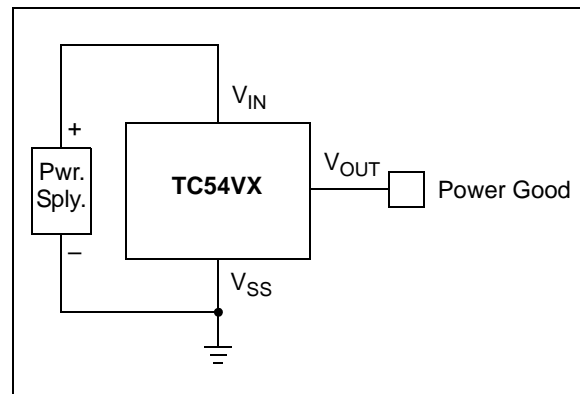 V_IN
+
Pwr.
Sply.
–
TC54VX
V_OUT
Power Good
V_SS